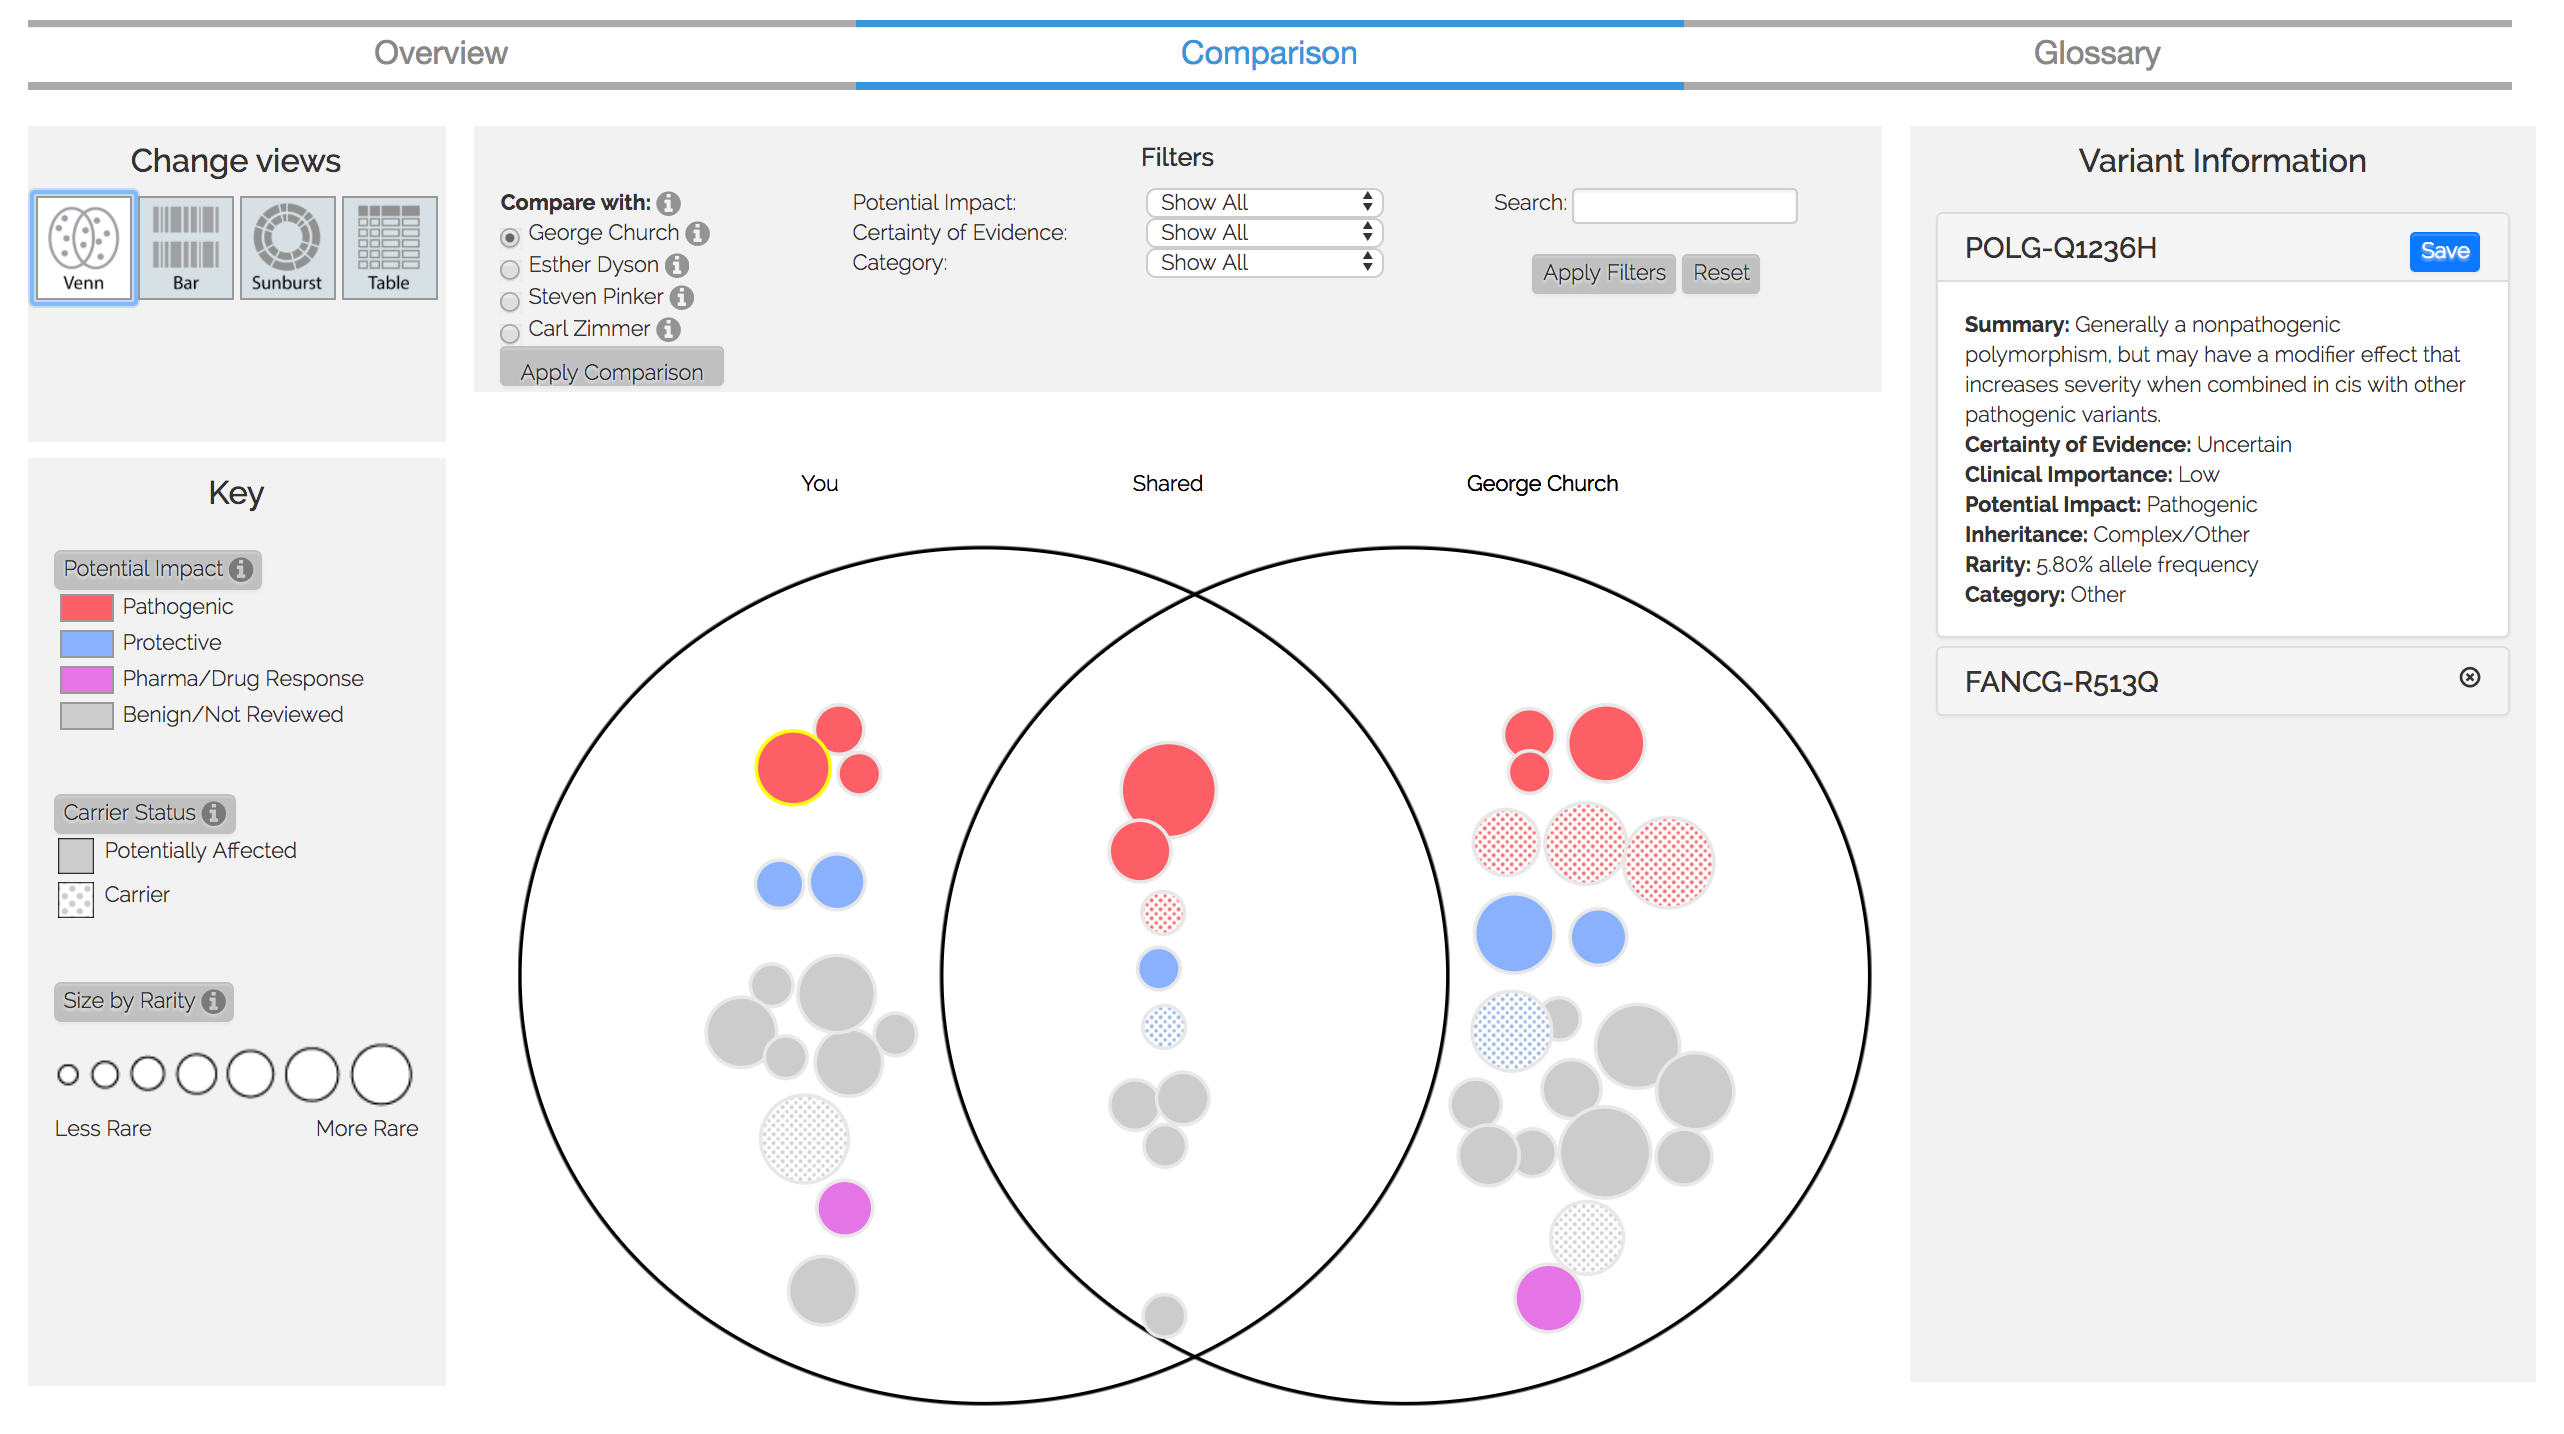 Overview
Comparison
Glossary
Change views
Venn
Bar
Sunburst
Table
Filters
Compare with:
George Church
Esther Dyson
Steven Pinker
Carl Zimmer
Apply Comparison
Potential Impact: Show All
Certainty of Evidence: Show All
Category: Show All
Search:
Apply Filters
Reset
Key
Potential Impact
Pathogenic
Protective
Pharma/Drug Response
Benign/Not Reviewed
Carrier Status
Potentially Affected
Carrier
Size by Rarity
Less Rare
More Rare
You
Shared
George Church
Variant Information
POLG-Q1236H
Save
Summary: Generally a nonpathogenic
polymorphism, but may have a modifier effect that
increases severity when combined in cis with other
pathogenic variants.
Certainty of Evidence: Uncertain
Clinical Importance: Low
Potential Impact: Pathogenic
Inheritance: Complex/Other
Rarity: 5.80% allele frequency
Category: Other
FANCG-R513Q